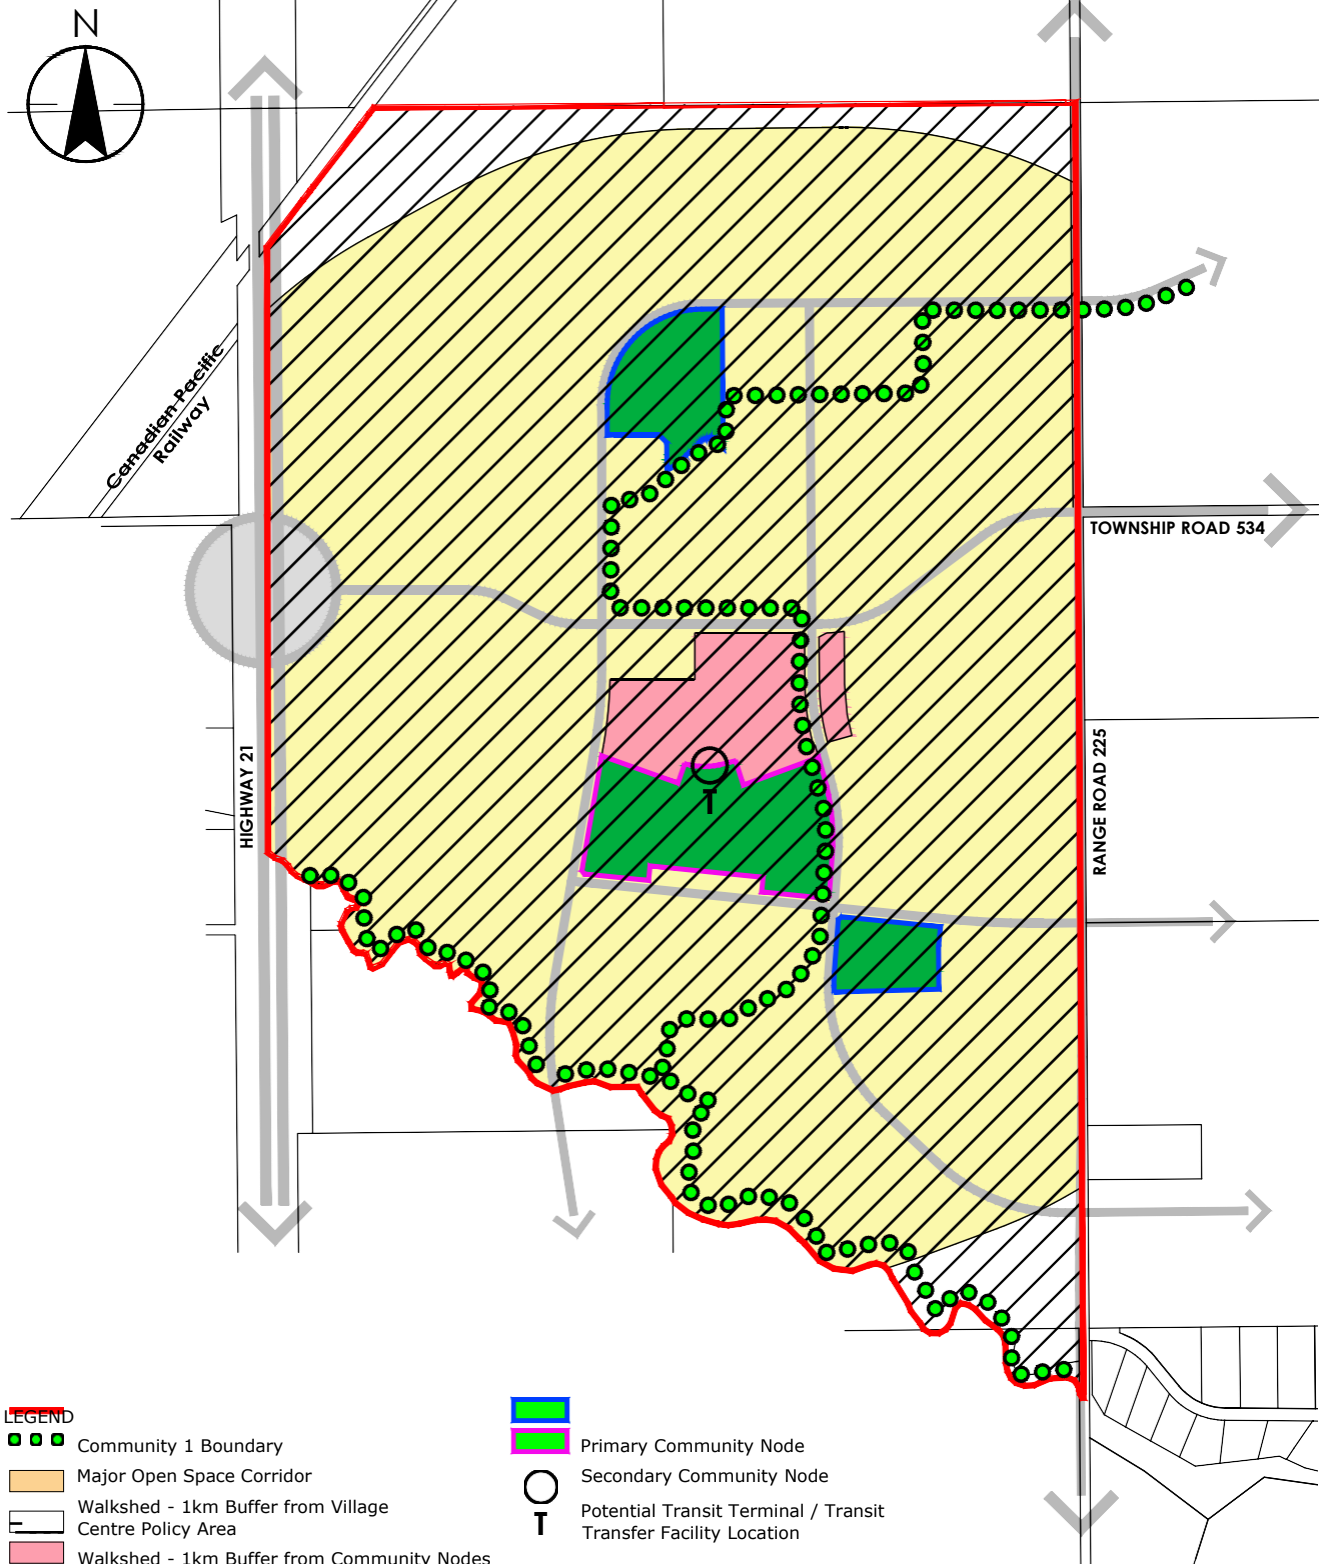 N
Canadian Pacific
Railway
TOWNSHIP ROAD 534
HIGHWAY 21
RANGE ROAD 225
T
LEGEND
Community 1 Boundary
Major Open Space Corridor
Walkshed - 1km Buffer from Village
Centre Policy Area
Walkshed - 1km Buffer from Community Nodes
Primary Community Node
Secondary Community Node
T
Potential Transit Terminal / Transit
Transfer Facility Location